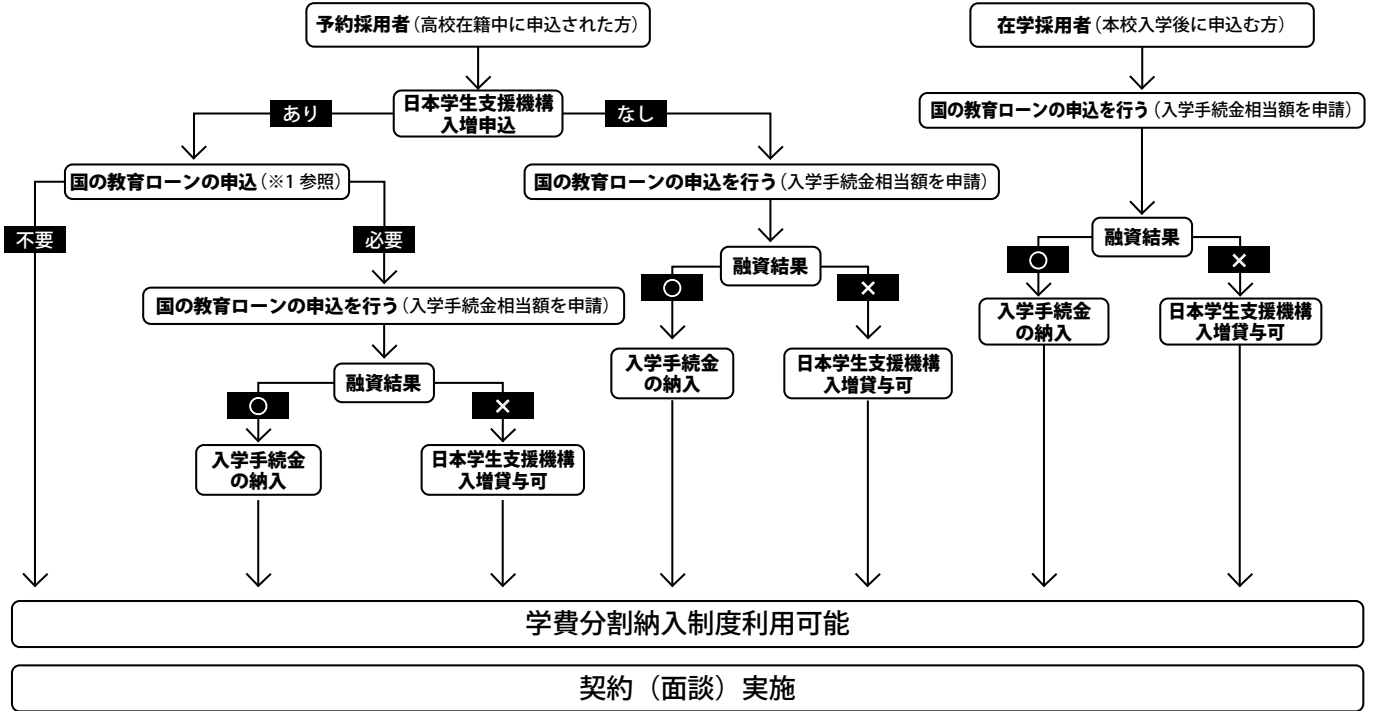 予約採用者(高校在籍中に申込された方)
在学採用者(本校入学後に申込む方)
日本学生支援機構
入増申込
あり
なし
国の教育ローンの申込を行う(入学手続金相当額を申請)
国の教育ローンの申込(※1 参照)
国の教育ローンの申込を行う(入学手続金相当額を申請)
不要
必要
融資結果
○
×
融資結果
○
×
国の教育ローンの申込を行う(入学手続金相当額を申請)
入学手続金
の納入
日本学生支援機構
入増貸与可
入学手続金
の納入
日本学生支援機構
入増貸与可
融資結果
○
×
入学手続金
の納入
日本学生支援機構
入増貸与可
学費分割納入制度利用可能
契約(面談)実施